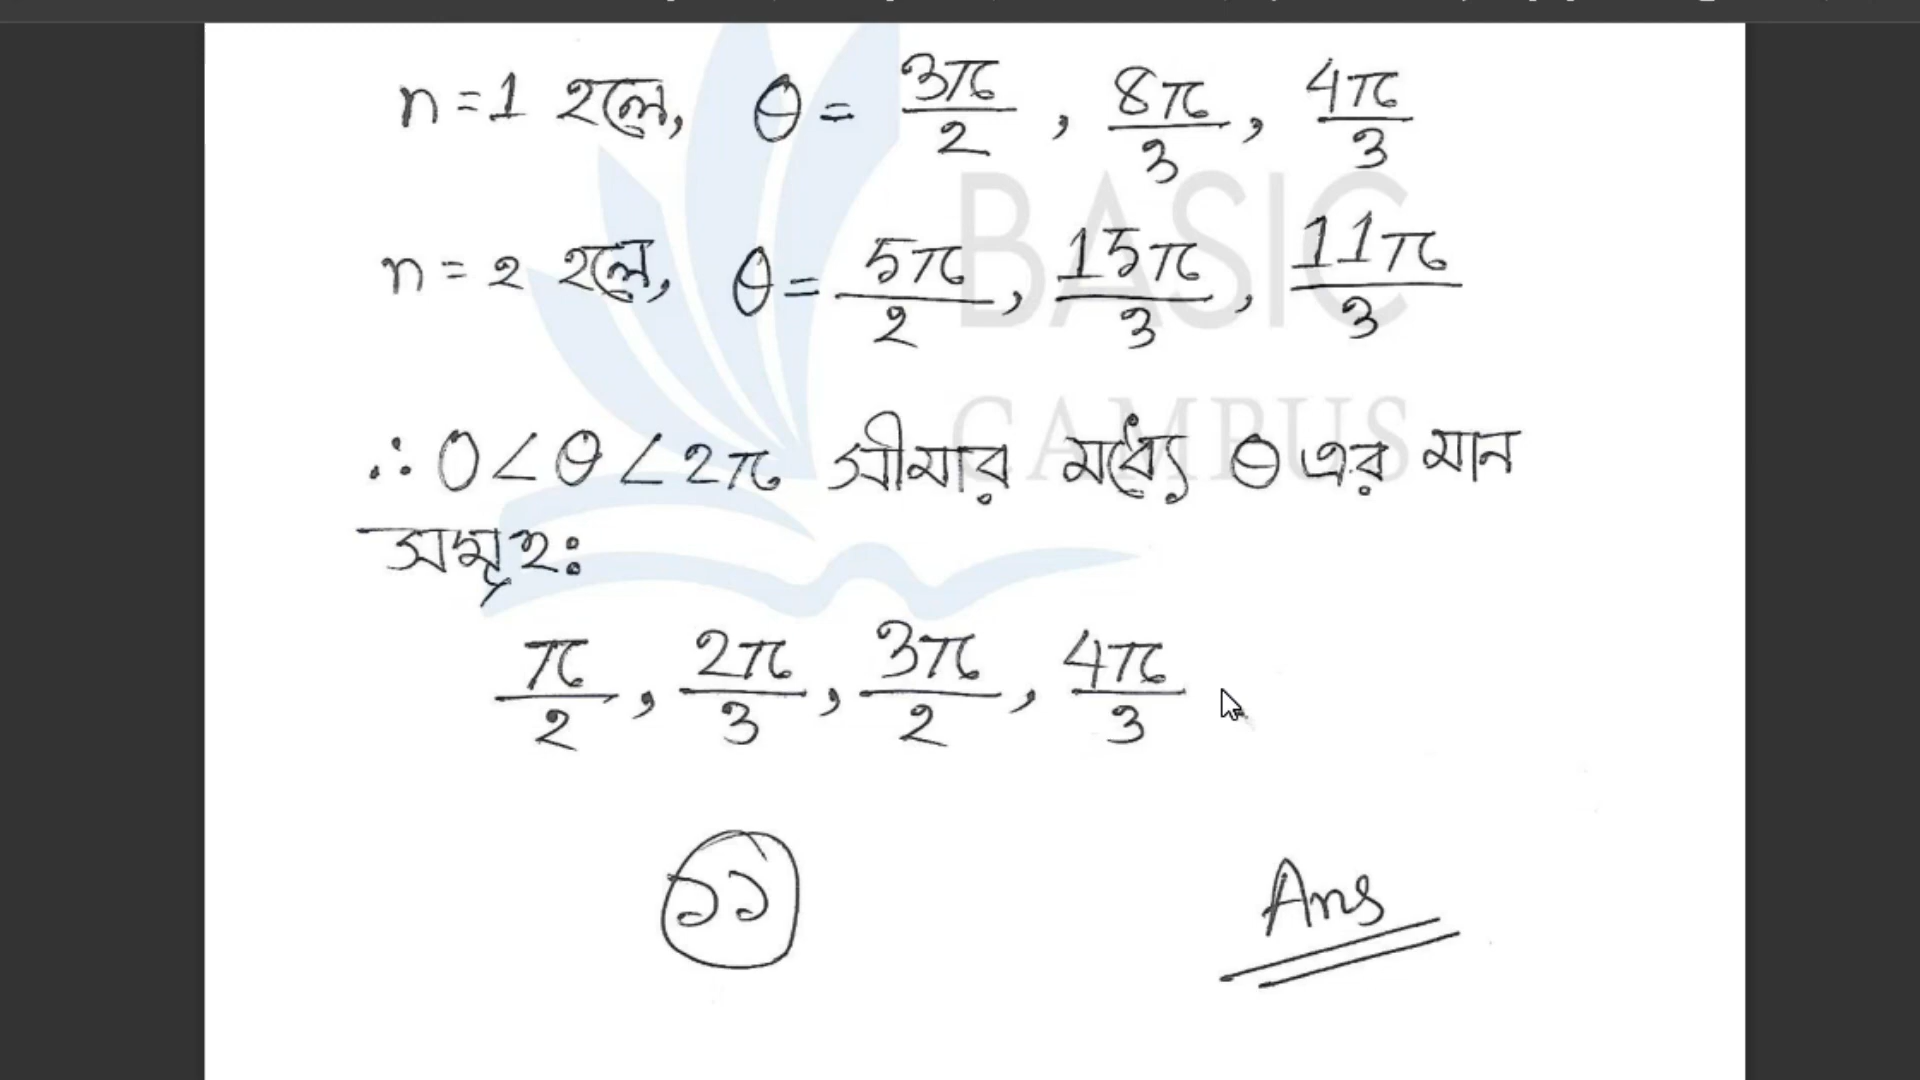 n = 1 হলে, θ = 3π/2 , 8π/3 , 4π/3
BASIC
n = 2 হলে, θ = 5π/2 , 15π/3 , 11π/3
CAMPUS
∴ 0 < θ < 2π সীমার মধ্যে θ এর মান
সমূহঃ
π/2 , 2π/3 , 3π/2 , 4π/3
১১
Ans